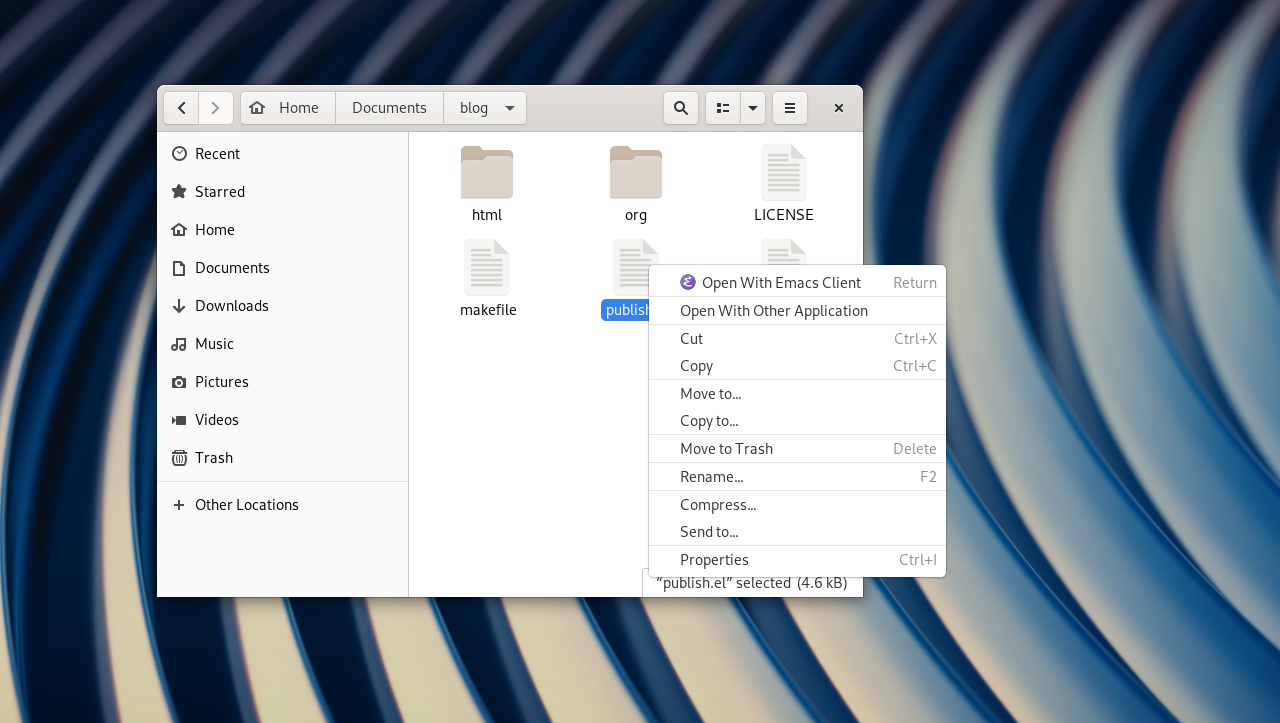 Home Documents blog
Recent
Starred
Home
Documents
Downloads
Music
Pictures
Videos
Trash
Other Locations
html org LICENSE
makefile publish
Open With Emacs Client Return
Open With Other Application
Cut Ctrl+X
Copy Ctrl+C
Move to...
Copy to...
Move to Trash Delete
Rename... F2
Compress...
Send to...
Properties Ctrl+I
“publish.el” selected (4.6 kB)